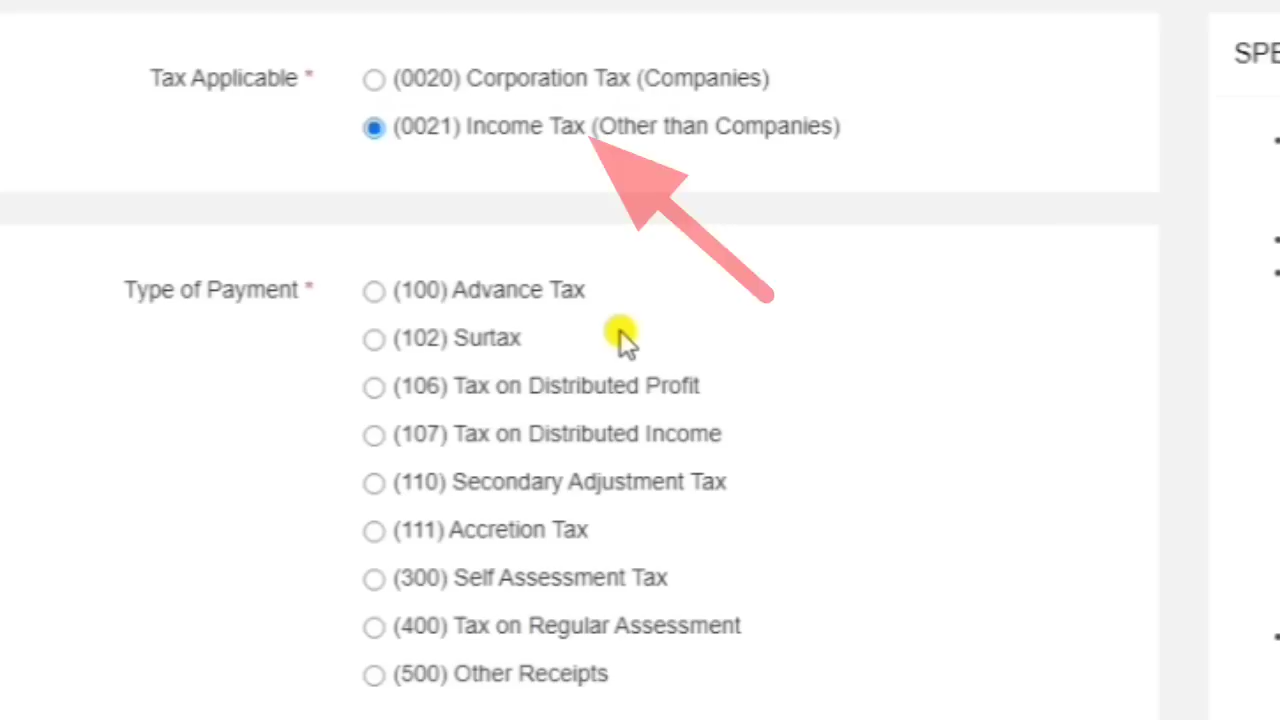 SPE
Tax Applicable *
(0020) Corporation Tax (Companies)
(0021) Income Tax (Other than Companies)
Type of Payment *
(100) Advance Tax
(102) Surtax
(106) Tax on Distributed Profit
(107) Tax on Distributed Income
(110) Secondary Adjustment Tax
(111) Accretion Tax
(300) Self Assessment Tax
(400) Tax on Regular Assessment
(500) Other Receipts